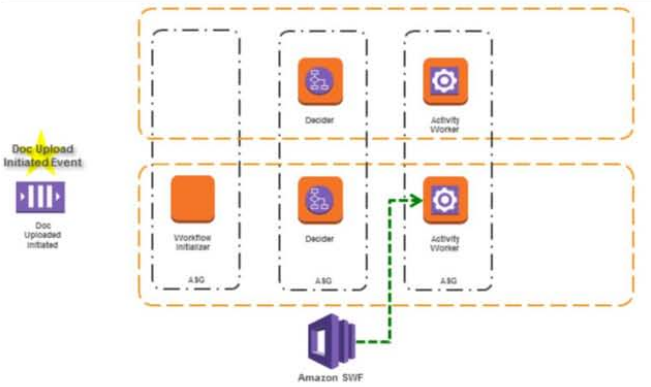 Decider
Activity
Worker
Doc Upload
Initiated Event
Doc
Uploaded
Initiated
Workflow
Initializer
Decider
Activity
Worker
ASG
ASG
ASG
Amazon SWF